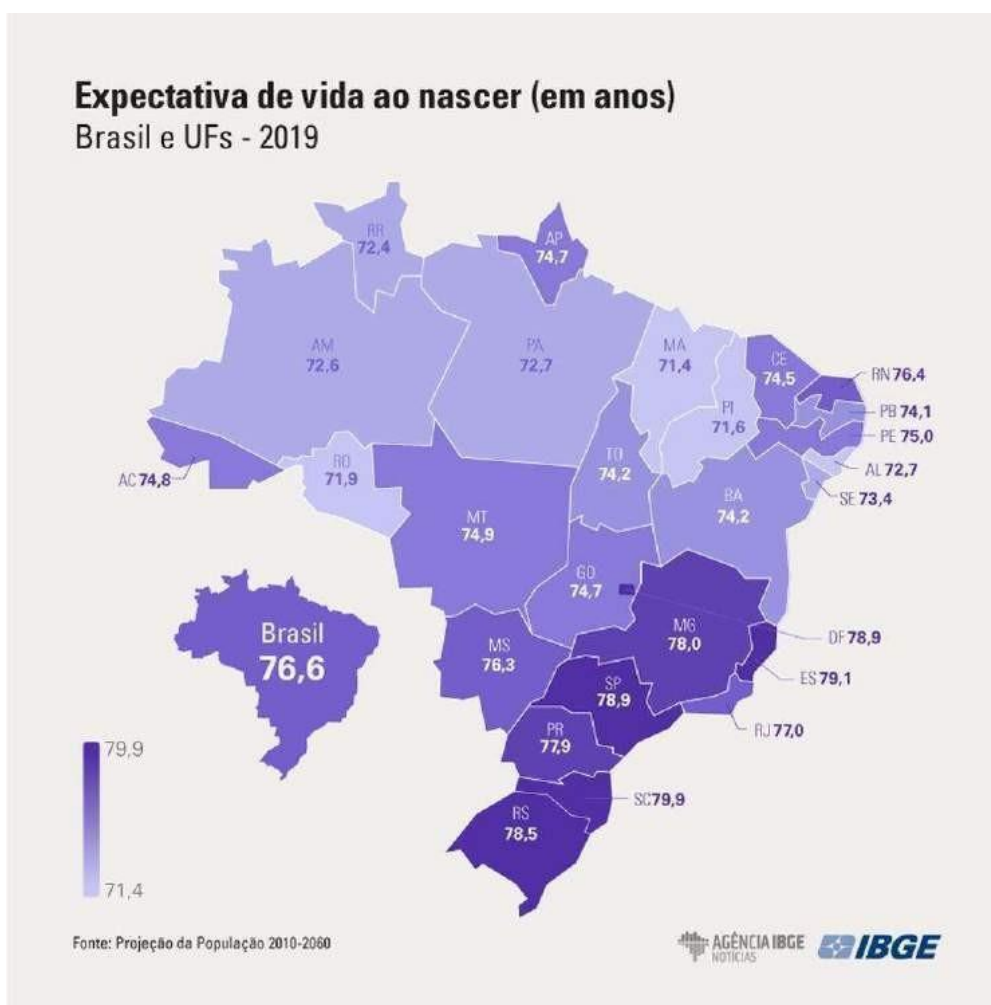 Expectativa de vida ao nascer (em anos)
Brasil e UFs - 2019
RR
72,4
AP
74,7
AM
72,6
PA
72,7
MA
71,4
CE
74,5
RN 76,4
PI
71,6
PB 74,1
PE 75,0
AL 72,7
SE 73,4
AC 74,8
RO
71,9
TO
74,2
BA
74,2
MT
74,9
GO
74,7
DF 78,9
MG
78,0
ES 79,1
MS
76,3
SP
78,9
RJ 77,0
PR
77,9
SC 79,9
RS
78,5
Brasil
76,6
79,9
71,4
Fonte: Projeção da População 2010-2060
AGÊNCIA IBGE
NOTÍCIAS
IBGE